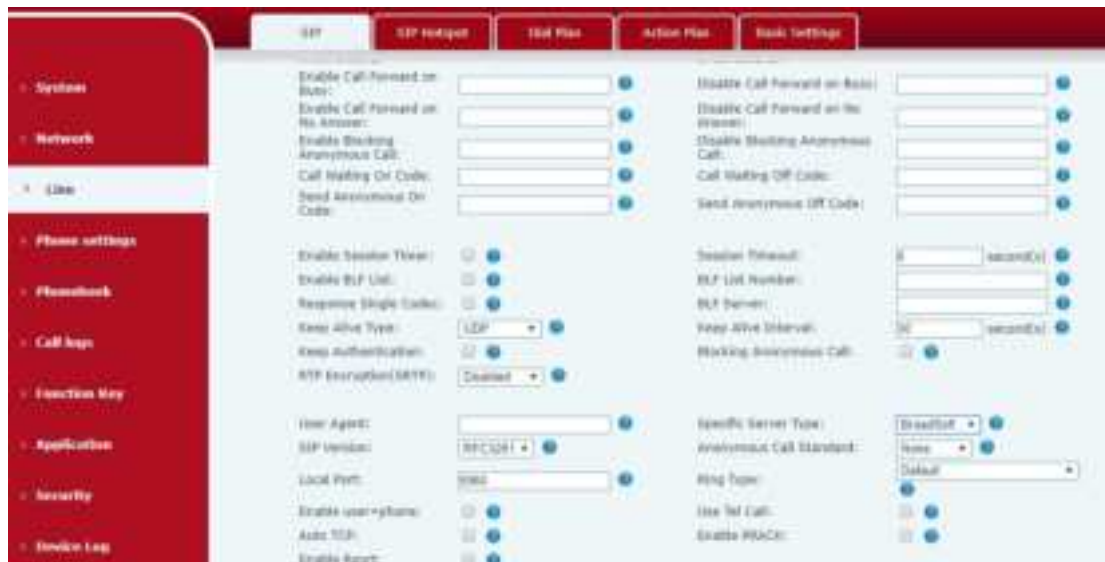 SIP SIP Hotspot Dial Plan Action Plan Basic Settings
System
Network
Line
Phone settings
Phonebook
Call logs
Function Key
Application
Security
Device Log
Enable Call Forward on Busy: Disable Call Forward on Busy:
Enable Call Forward on No Answer: Disable Call Forward on No Answer:
Enable Blocking Anonymous Call: Disable Blocking Anonymous Call:
Call Waiting On Code: Call Waiting Off Code:
Send Anonymous On Code: Send Anonymous Off Code:
Enable Session Timer: Session Timeout: second(s)
Enable BLF List: BLF List Number:
Response Single Codec: BLF Server:
Keep Alive Type: UDP Keep Alive Interval: 30 second(s)
Keep Authentication: Blocking Anonymous Call:
RTP Encryption(SRTP): Disabled
User Agent: Specific Server Type: BroadSoft
SIP Version: RFC3261 Anonymous Call Standard: None
Local Port: 5060 Ring Type: Default
Enable user=phone: Use Tel Call:
Auto TCP: Enable PRACK:
Enable Rport: